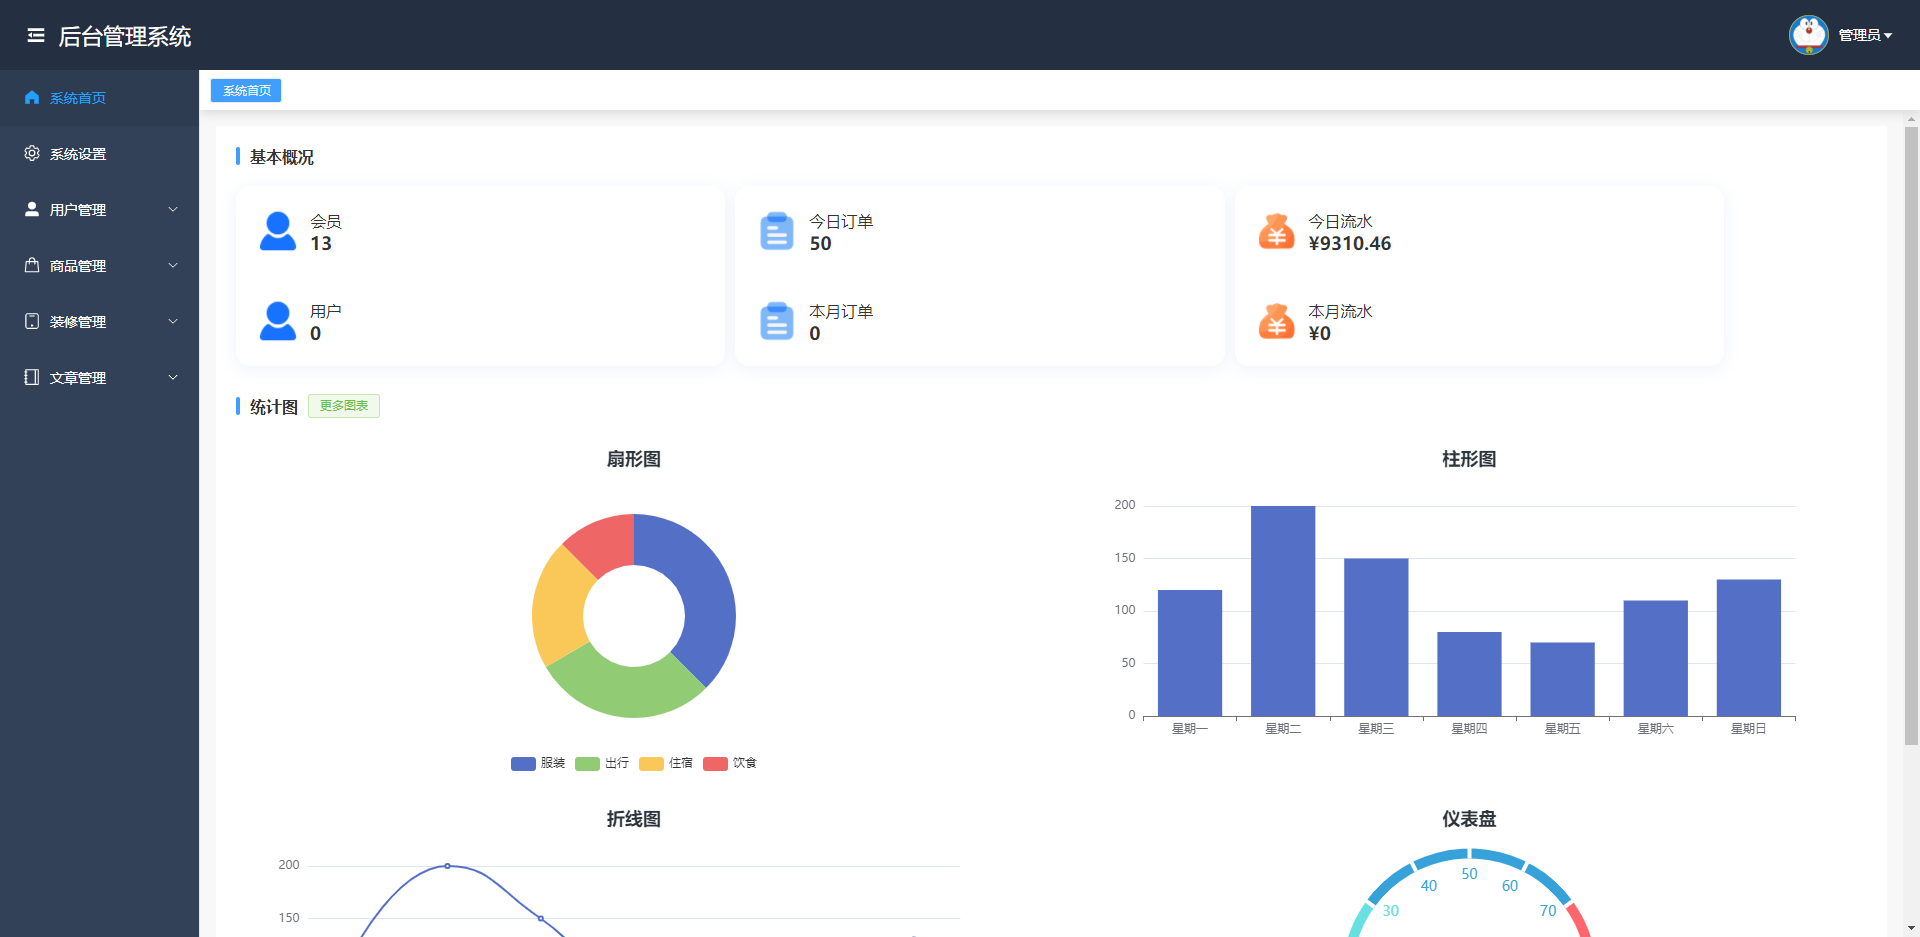 后台管理系统
管理员
系统首页
系统设置
用户管理
商品管理
装修管理
文章管理
系统首页
基本概况
会员
13
今日订单
50
今日流水
¥9310.46
用户
0
本月订单
0
本月流水
¥0
统计图 更多图表
扇形图
服装 出行 住宿 饮食
柱形图
200
150
100
50
0
星期一 星期二 星期三 星期四 星期五 星期六 星期日
折线图
200
150
仪表盘
30 40 50 60 70